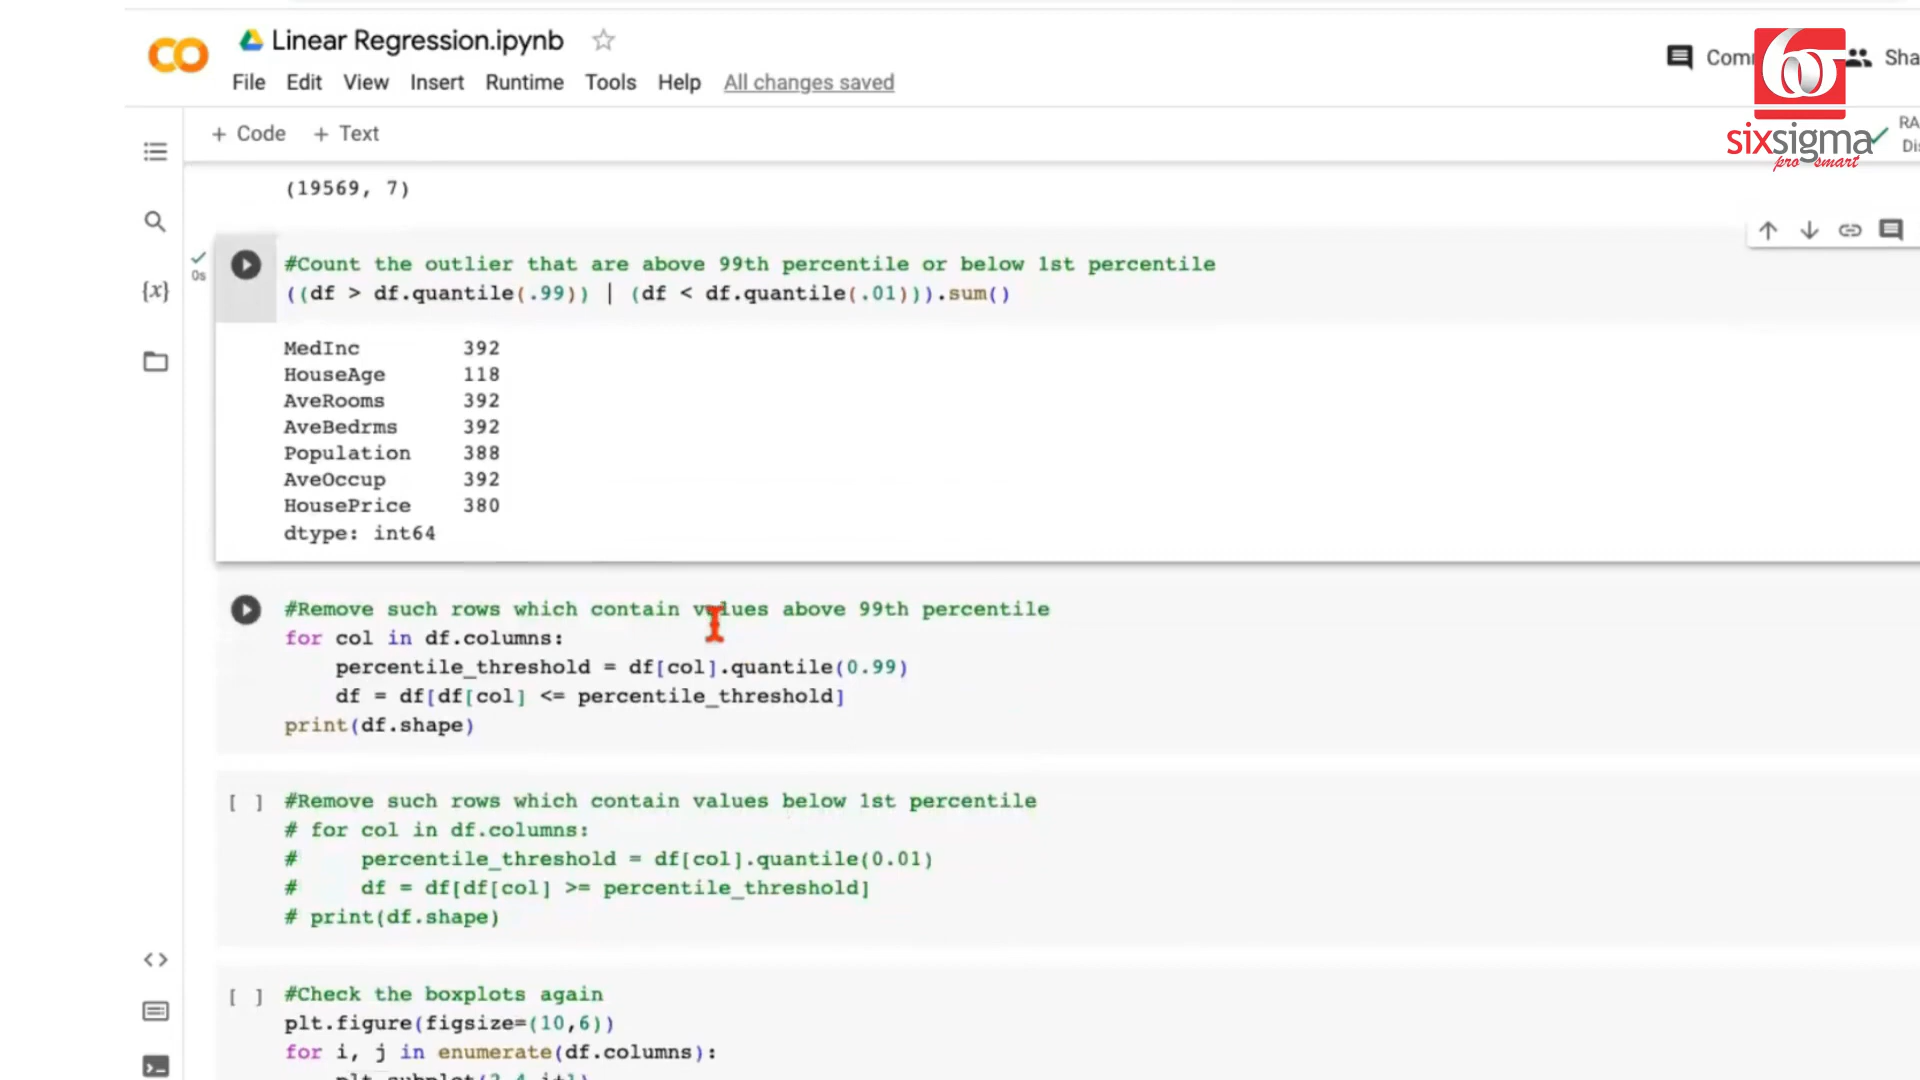 Linear Regression.ipynb
File Edit View Insert Runtime Tools Help All changes saved
sixsigma
pro smart
+ Code + Text
(19569, 7)
0s
#Count the outlier that are above 99th percentile or below 1st percentile
((df > df.quantile(.99)) | (df < df.quantile(.01))).sum()
MedInc 392
HouseAge 118
AveRooms 392
AveBedrms 392
Population 388
AveOccup 392
HousePrice 380
dtype: int64
{x}
#Remove such rows which contain values above 99th percentile
for col in df.columns:
percentile_threshold = df[col].quantile(0.99)
df = df[df[col] <= percentile_threshold]
print(df.shape)
[ ] #Remove such rows which contain values below 1st percentile
# for col in df.columns:
# percentile_threshold = df[col].quantile(0.01)
# df = df[df[col] >= percentile_threshold]
# print(df.shape)
[ ] #Check the boxplots again
plt.figure(figsize=(10,6))
for i, j in enumerate(df.columns):